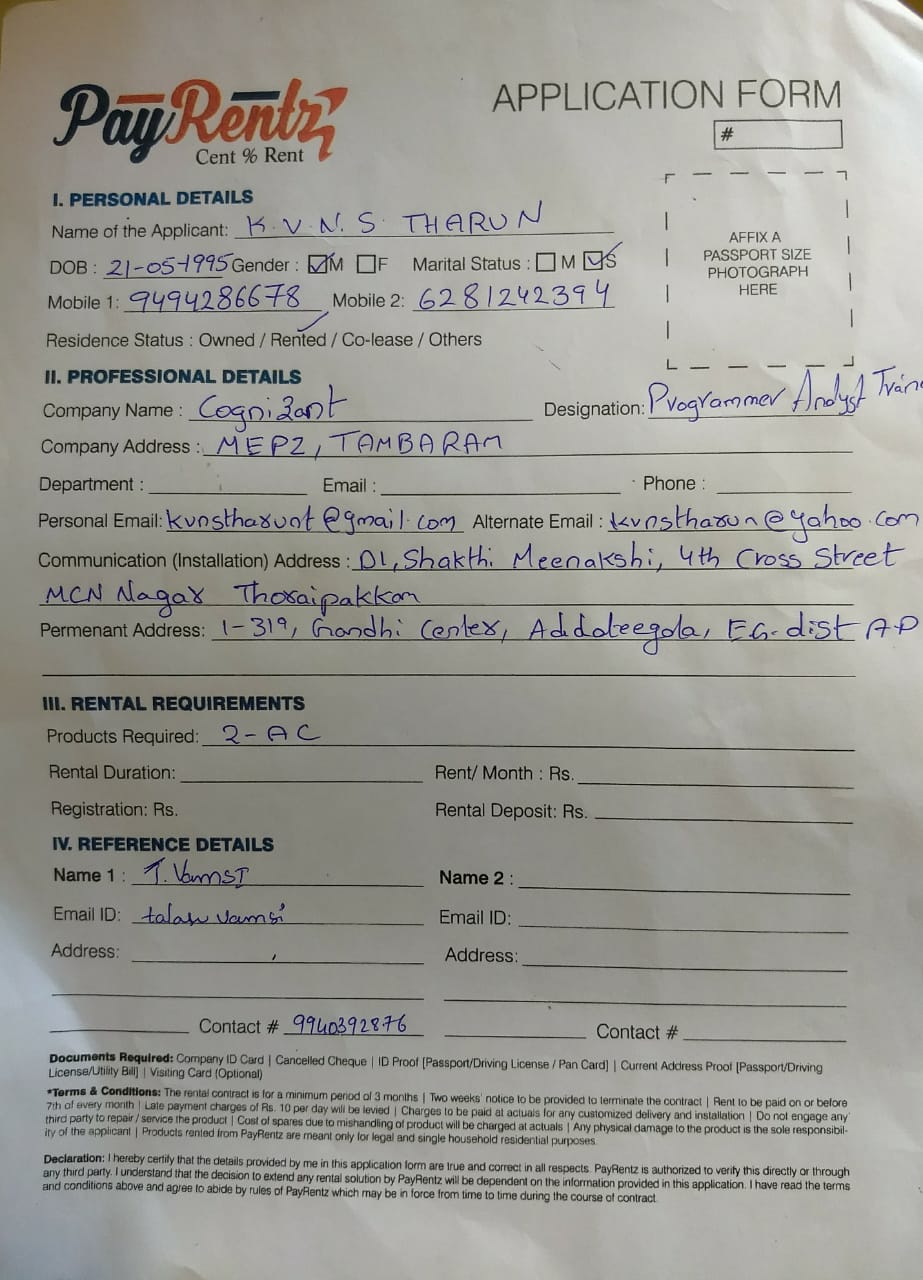 PayRentz
Cent % Rent
APPLICATION FORM
#
AFFIX A
PASSPORT SIZE
PHOTOGRAPH
HERE
I. PERSONAL DETAILS
Name of the Applicant: K.V.N.S. THARUN
DOB : 21-05-1995 Gender : M F Marital Status : M S
Mobile 1: 9494286678 Mobile 2: 6281242394
Residence Status : Owned / Rented / Co-lease / Others
II. PROFESSIONAL DETAILS
Company Name : Cognizant Designation: Programmer Analyst
Company Address : MEPZ, TAMBARAM
Department : Email : Phone :
Personal Email: kvnstharunt@gmail.com Alternate Email : kvnstharun@yahoo.com
Communication (Installation) Address : D1, Shakthi Meenakshi, 4th Cross Street
MCN Nagar Thoraipakkam
Permenant Address: 1-319, Gandhi Center, Addateegola, E.G-dist A.P
III. RENTAL REQUIREMENTS
Products Required: 2-AC
Rental Duration: Rent/ Month : Rs.
Registration: Rs. Rental Deposit: Rs.
IV. REFERENCE DETAILS
Name 1 : T. VamsI Name 2 :
Email ID: vamsi Email ID:
Address: Address:
Contact # 9940392876 Contact #
Documents Required: Company ID Card | Cancelled Cheque | ID Proof [Passport/Driving License / Pan Card] | Current Address Proof [Passport/Driving
License/Utility Bill] | Visiting Card (Optional)
*Terms & Conditions: The rental contract is for a minimum period of 3 months | Two weeks' notice to be provided to terminate the contract | Rent to be paid on or before
7th of every month | Late payment charges of Rs. 10 per day will be levied | Charges to be paid at actuals for any customized delivery and installation | Do not engage any
third party to repair / service the product | Cost of spares due to mishandling of product will be charged at actuals | Any physical damage to the product is the sole responsibil-
ity of the applicant | Products rented from PayRentz are meant only for legal and single household residential purposes.
Declaration: I hereby certify that the details provided by me in this application form are true and correct in all respects. PayRentz is authorized to verify this directly or through
any third party. I understand that the decision to extend any rental solution by PayRentz will be dependent on the information provided in this application. I have read the terms
and conditions above and agree to abide by rules of PayRentz which may be in force from time to time during the course of contract.